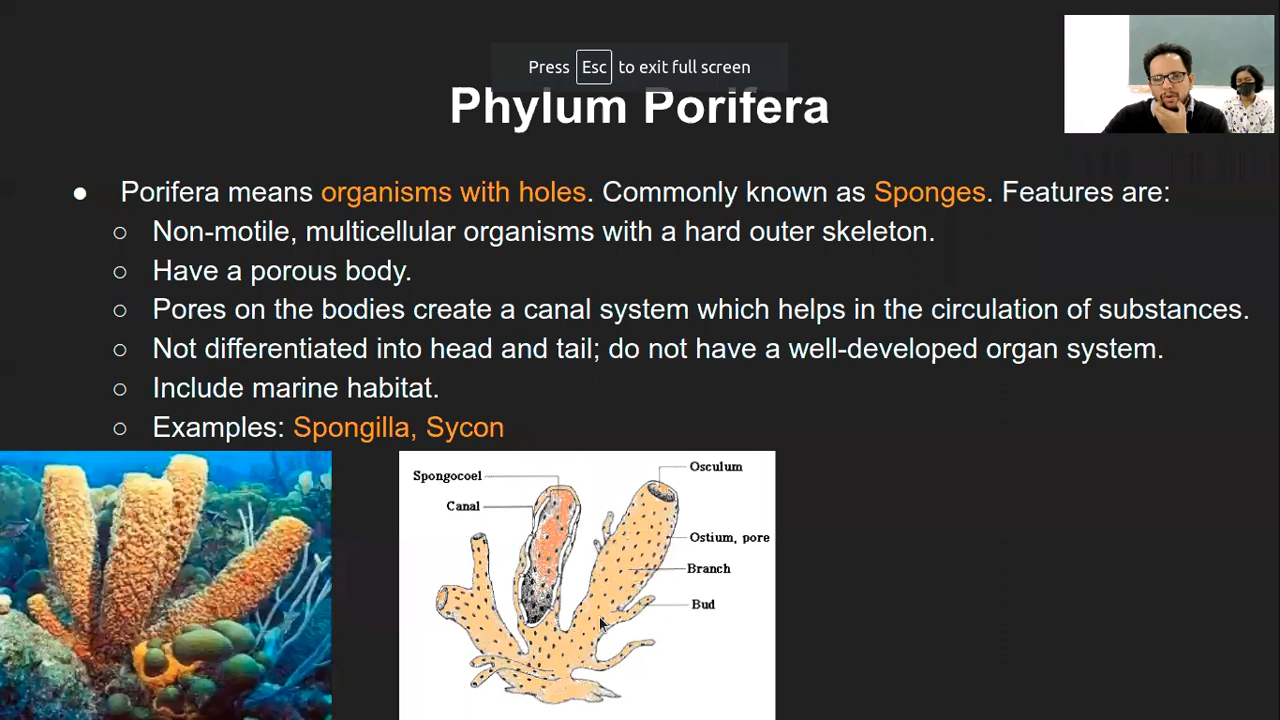 Press Esc to exit full screen
Phylum Porifera
● Porifera means organisms with holes. Commonly known as Sponges. Features are:
○ Non-motile, multicellular organisms with a hard outer skeleton.
○ Have a porous body.
○ Pores on the bodies create a canal system which helps in the circulation of substances.
○ Not differentiated into head and tail; do not have a well-developed organ system.
○ Include marine habitat.
○ Examples: Spongilla, Sycon
Spongocoel
Canal
Osculum
Ostium, pore
Branch
Bud